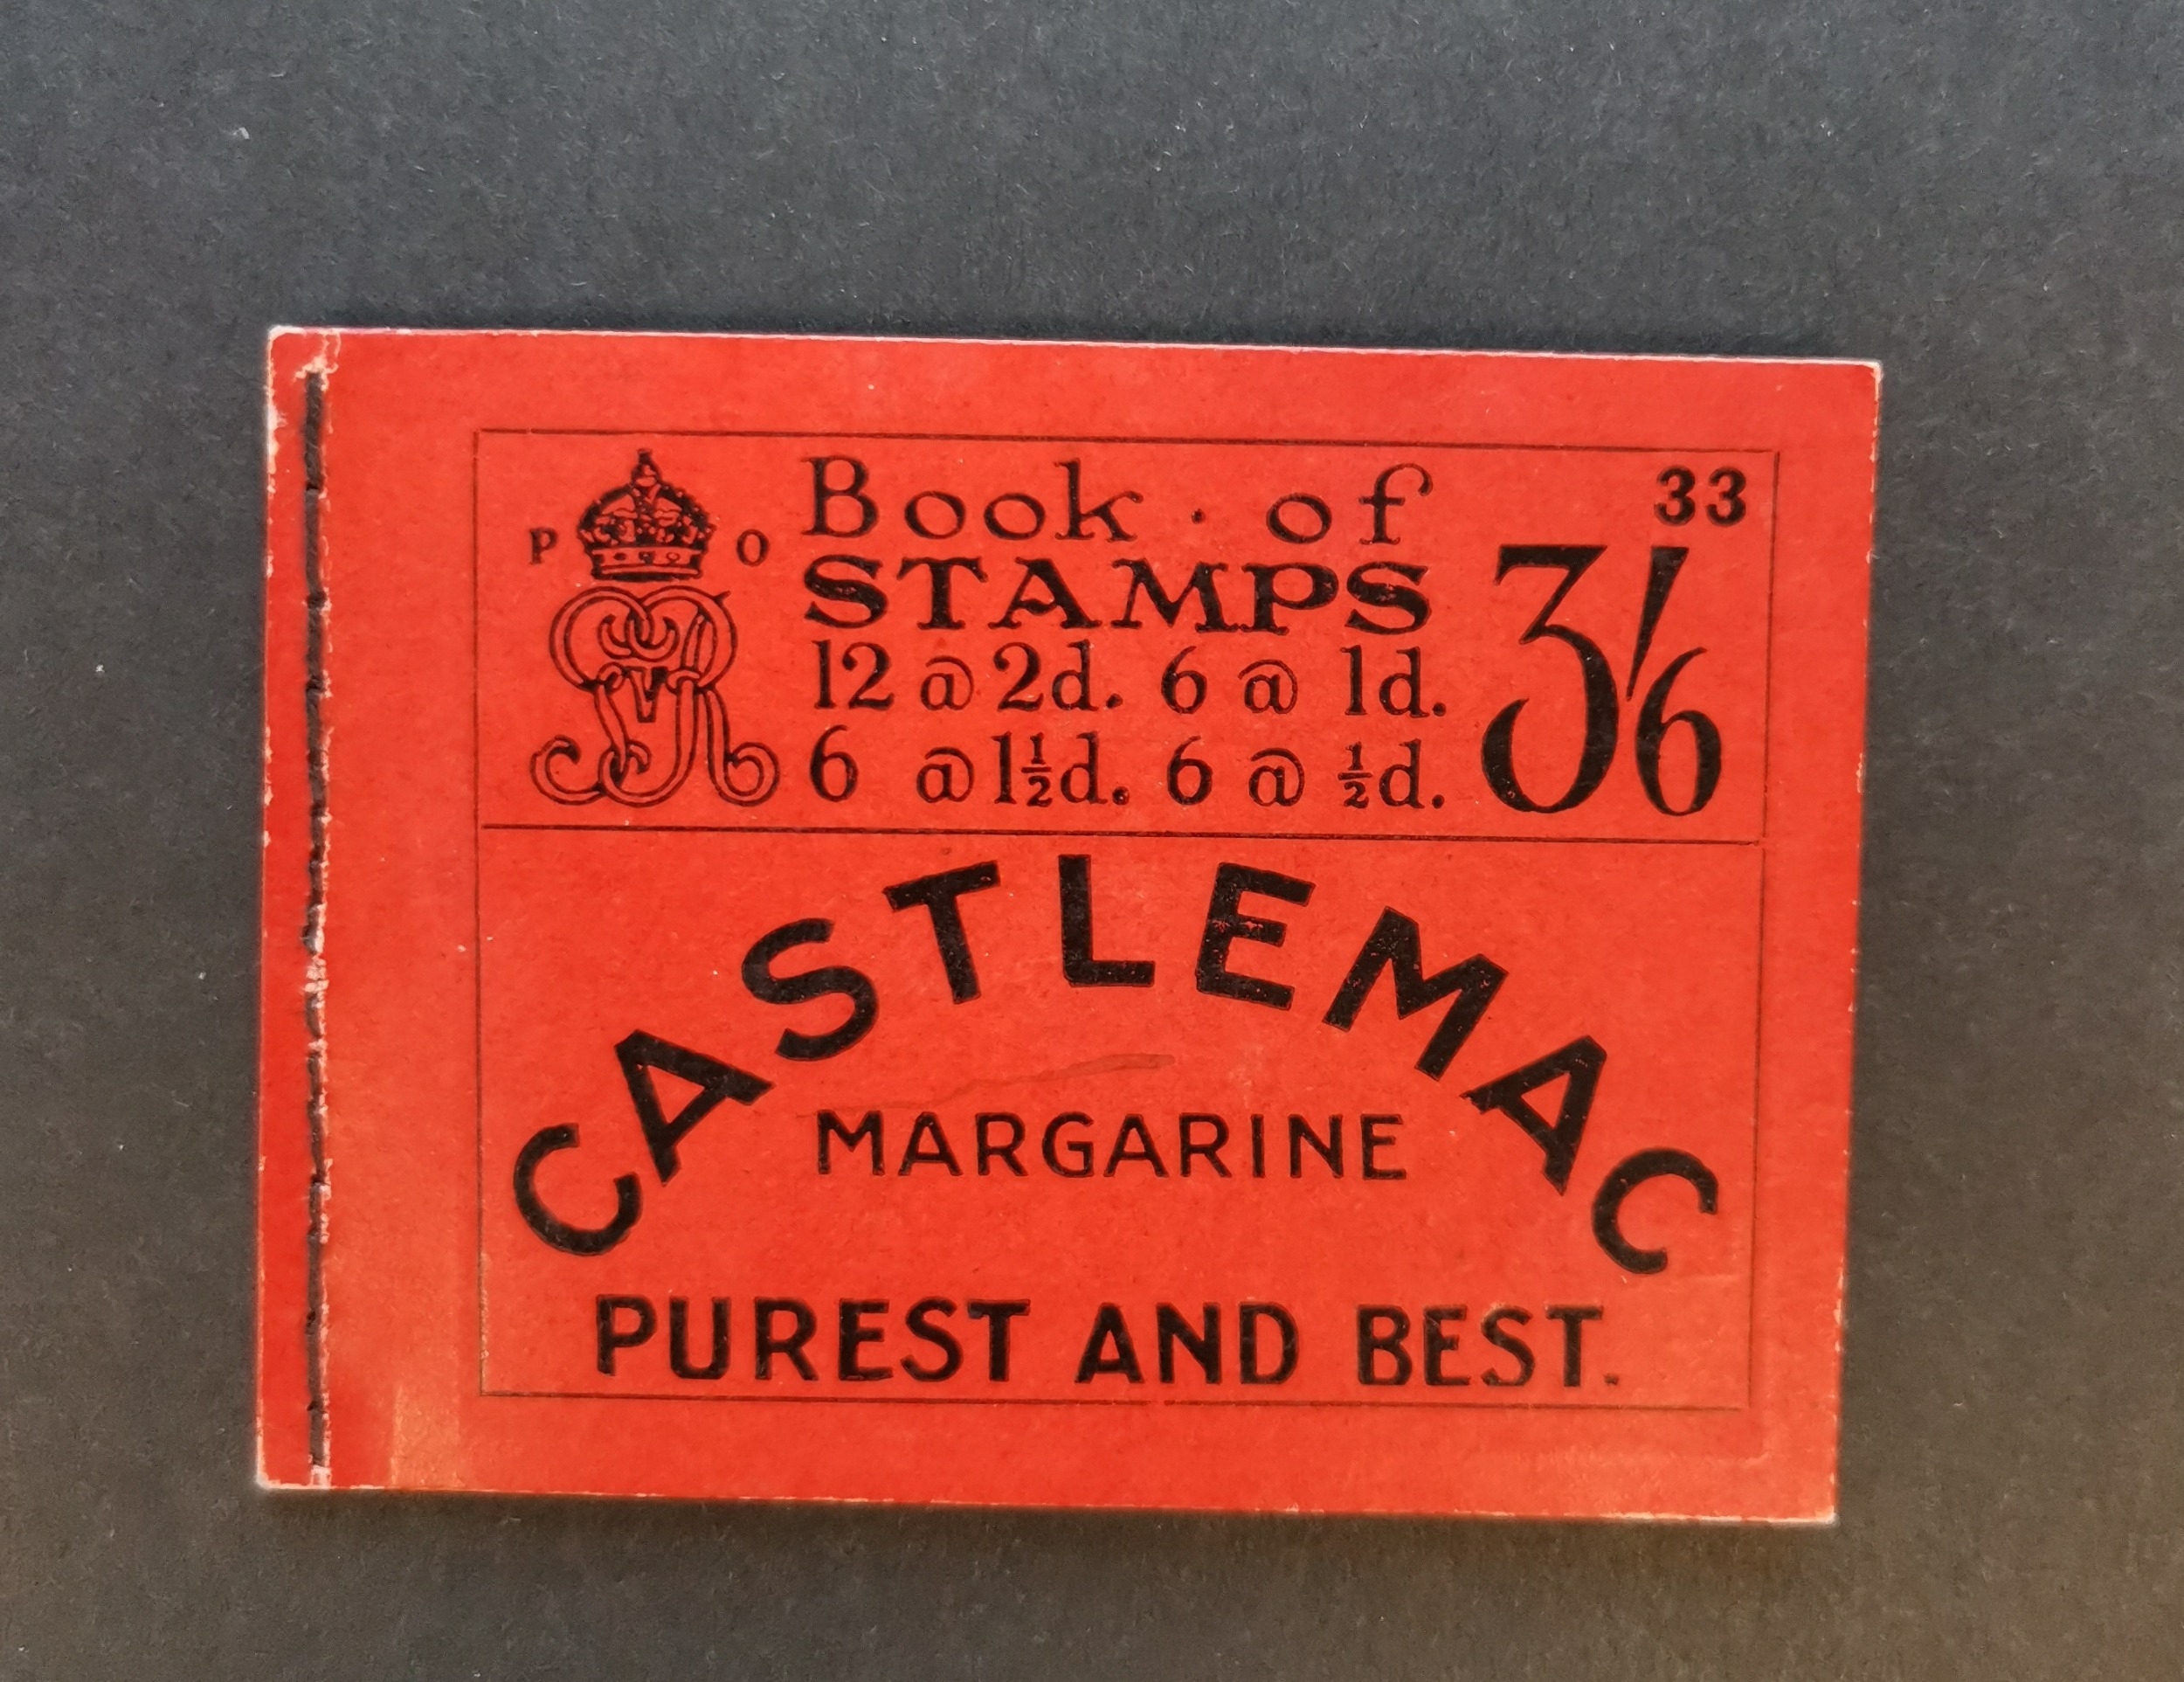 33
P O
Book · of
STAMPS
12 @ 2d. 6 @ 1d.
6 @ 1½d. 6 @ ½d.
3/6
CASTLEMAC
MARGARINE
PUREST AND BEST.